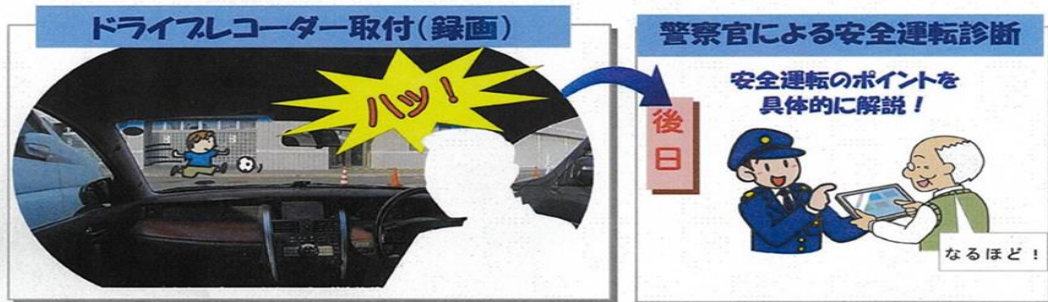 ドライブレコーダー取付(録画)
ハッ!
後日
警察官による安全運転診断
安全運転のポイントを
具体的に解説!
なるほど!